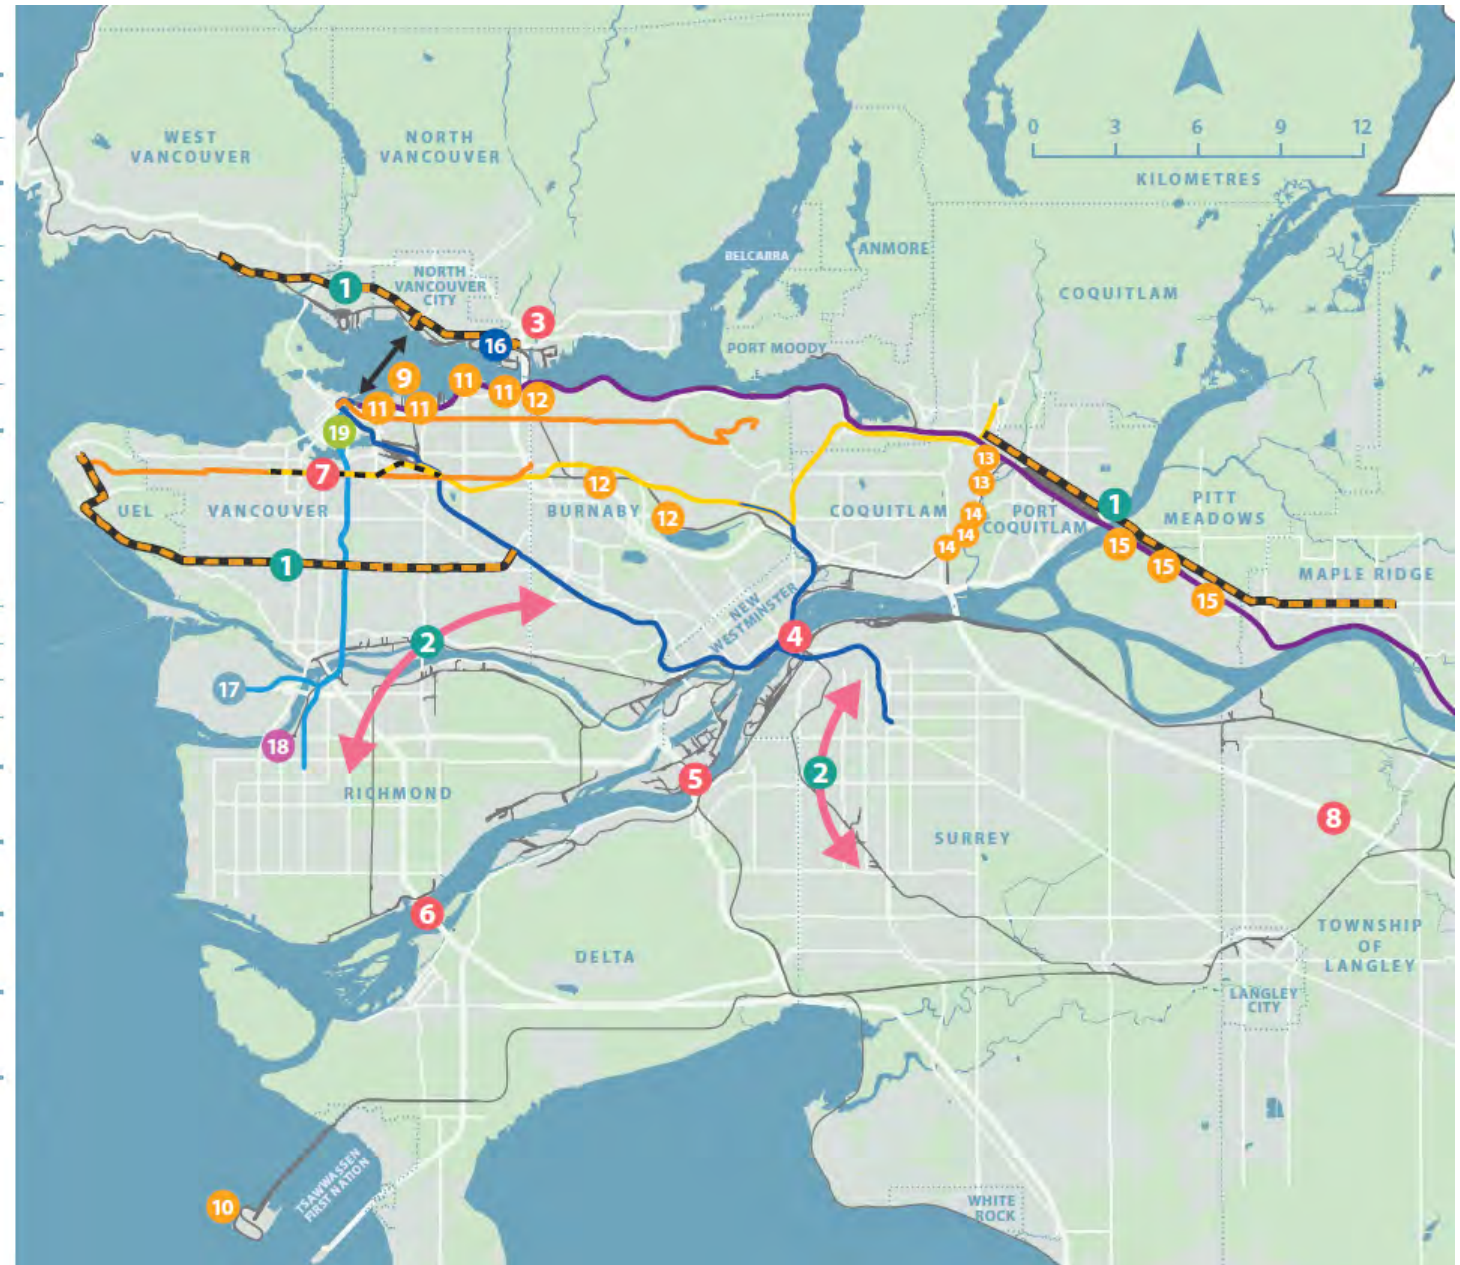 0 3 6 9 12
KILOMETRES
WEST
VANCOUVER
NORTH
VANCOUVER
BELCARRA
ANMORE
NORTH
VANCOUVER
CITY
COQUITLAM
1
3
16
PORT MOODY
9
11
11
12
11
11
19
7
13
13
12
12
UEL
VANCOUVER
BURNABY
COQUITLAM
14
14
14
PORT
COQUITLAM
1
PITT
MEADOWS
15
15
15
MAPLE RIDGE
1
NEW
WESTMINSTER
2
4
17
18
5
2
RICHMOND
8
SURREY
6
DELTA
TOWNSHIP
OF
LANGLEY
LANGLEY
CITY
TSAWWASSEN
FIRST NATION
10
WHITE
ROCK